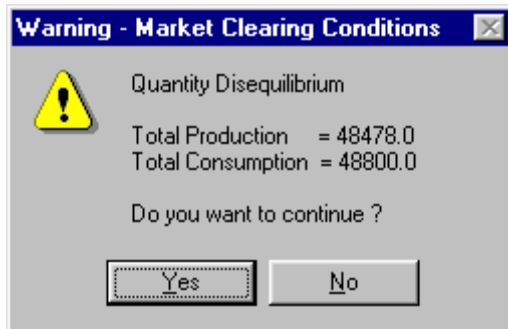 Warning - Market Clearing Conditions
Quantity Disequilibrium
Total Production = 48478.0
Total Consumption = 48800.0
Do you want to continue ?
Yes No